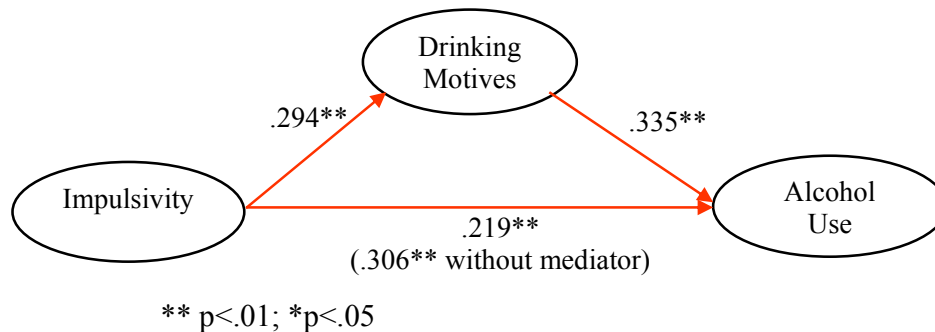 Drinking
Motives
.294**
.335**
Impulsivity
Alcohol
Use
.219**
(.306** without mediator)
** p<.01; *p<.05